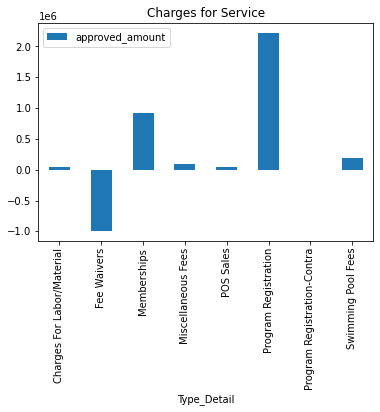 Charges for Service
1e6
approved_amount
2.0
1.5
1.0
0.5
0.0
−0.5
−1.0
Charges For Labor/Material
Fee Waivers
Memberships
Miscellaneous Fees
POS Sales
Program Registration
Program Registration-Contra
Swimming Pool Fees
Type_Detail